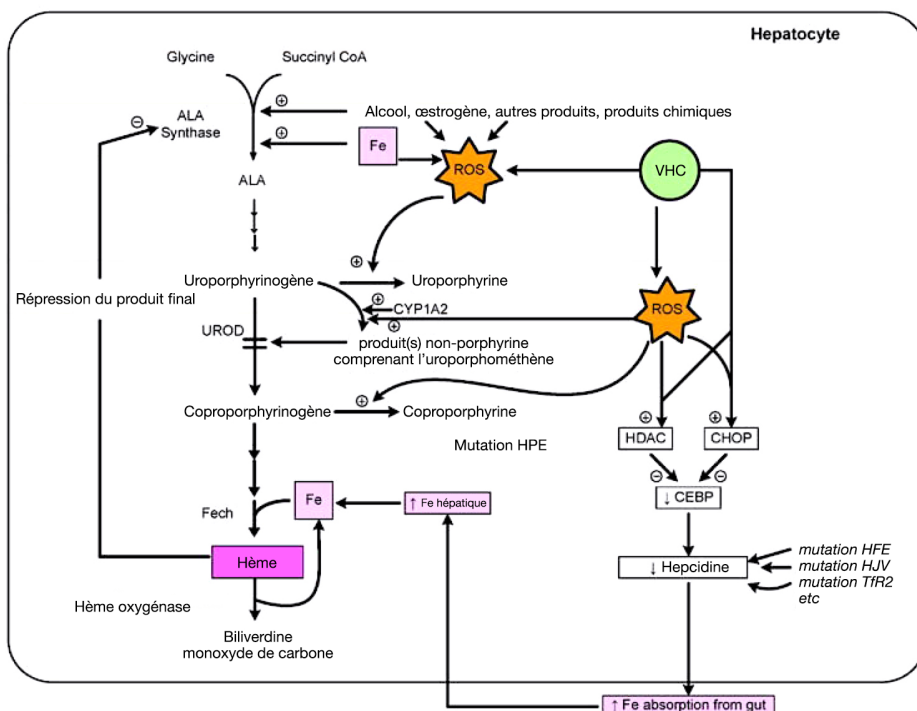 Hepatocyte
Glycine
Succinyl CoA
⊕
Alcool, œstrogène, autres produits, produits chimiques
⊖
ALA
Synthase
⊕
Fe
ROS
VHC
ALA
⊕
Uroporphyrinogène
Uroporphyrine
Répression du produit final
⊕
CYP1A2
⊕
ROS
UROD
produit(s) non-porphyrine
comprenant l'uroporphométhène
⊕
Coproporphyrinogène
Coproporphyrine
⊕
⊕
HDAC
CHOP
Mutation HPE
⊖
⊖
↓ CEBP
Fe
↑ Fe hépatique
Fech
Hème
↓ Hepcidine
mutation HFE
mutation HJV
mutation TfR2
etc
Hème oxygénase
Biliverdine
monoxyde de carbone
↑ Fe absorption from gut